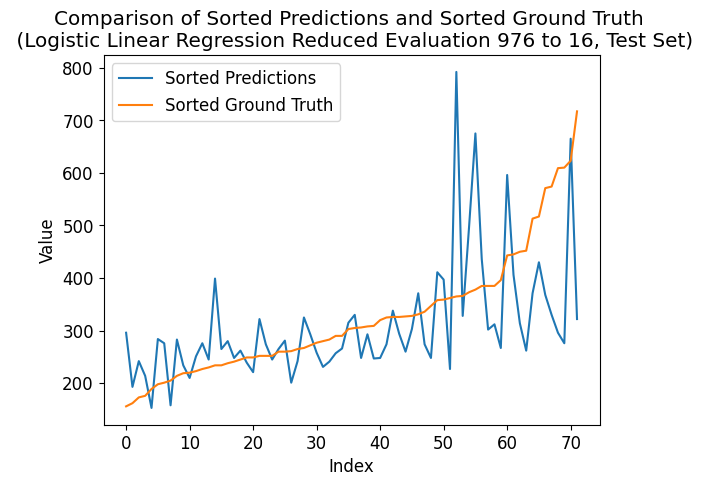 Comparison of Sorted Predictions and Sorted Ground Truth
(Logistic Linear Regression Reduced Evaluation 976 to 16, Test Set)
Sorted Predictions
Sorted Ground Truth
800
700
600
500
400
300
200
Value
0 10 20 30 40 50 60 70
Index